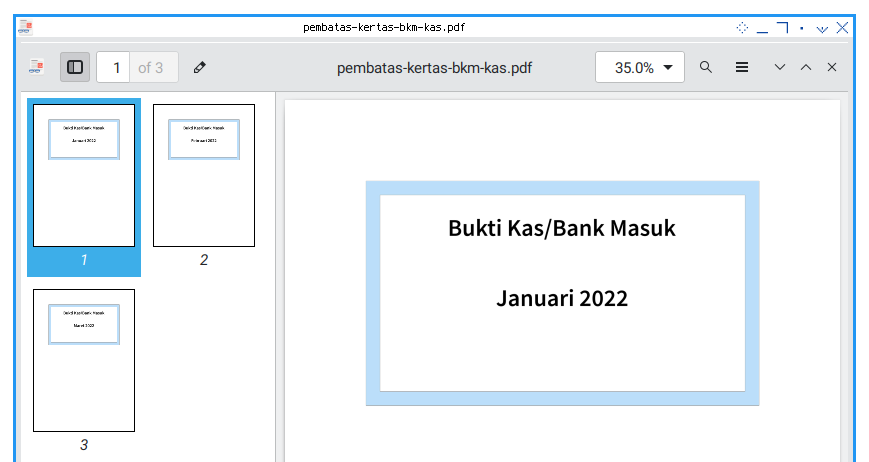 pembatas-kertas-bkm-kas.pdf
1 of 3
pembatas-kertas-bkm-kas.pdf
35.0%
Bukti Kas/Bank Masuk
Januari 2022
1
Bukti Kas/Bank Masuk
Februari 2022
2
Bukti Kas/Bank Masuk
Maret 2022
3
Bukti Kas/Bank Masuk
Januari 2022